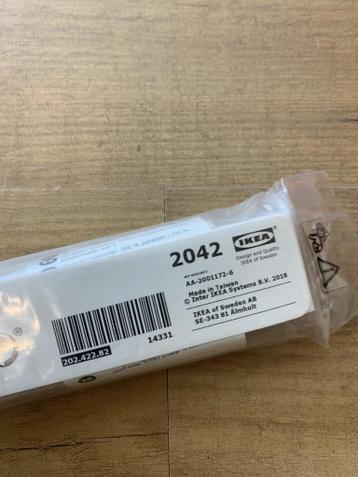 2042
IKEA
Design and Quality
IKEA of Sweden
AA-2001172-6
Made in Taiwan
© Inter IKEA Systems B.V. 2018
IKEA of Sweden AB
SE-343 81 Älmhult
14331
202.422.82